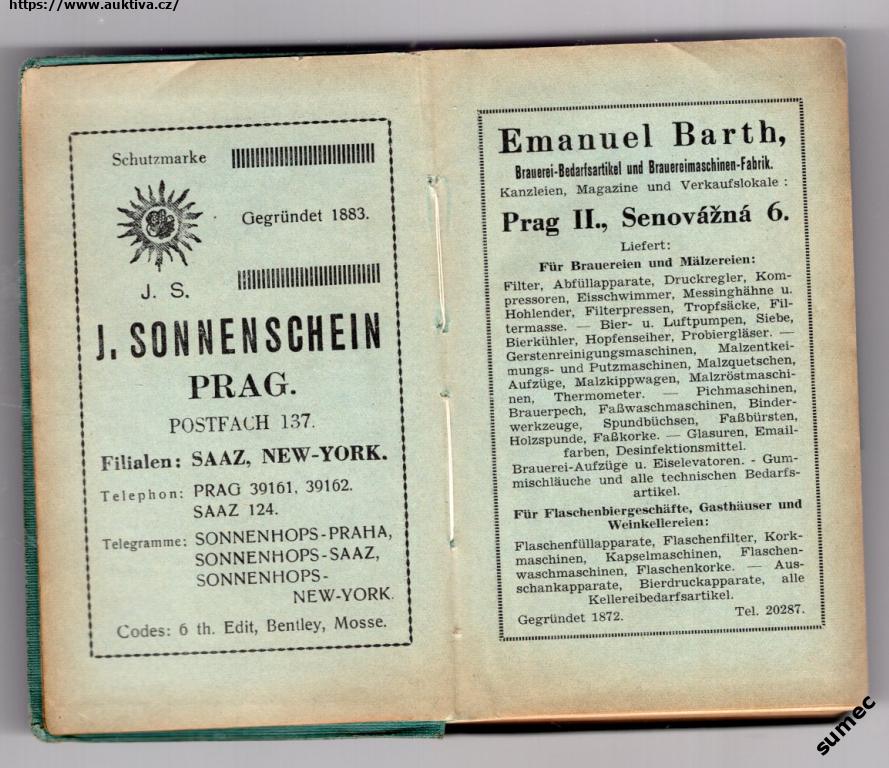 https://www.auktiva.cz/
Schutzmarke
Gegründet 1883.
J. S.
J. SONNENSCHEIN
PRAG.
POSTFACH 137.
Filialen: SAAZ, NEW-YORK.
Telephon: PRAG 39161, 39162.
SAAZ 124.
Telegramme: SONNENHOPS-PRAHA,
SONNENHOPS-SAAZ,
SONNENHOPS-
NEW-YORK.
Codes: 6 th. Edit, Bentley, Mosse.
Emanuel Barth,
Brauerei-Bedarfsartikel und Brauereimaschinen-Fabrik.
Kanzleien, Magazine und Verkaufslokale:
Prag II., Senovážná 6.
Liefert:
Für Brauereien und Mälzereien:
Filter, Abfüllapparate, Druckregler, Kom-
pressoren, Eisschwimmer, Messinghähne u.
Hohlender, Filterpressen, Tropfsäcke, Fil-
termasse. — Bier- u. Luftpumpen, Siebe,
Bierkühler, Hopfenseiher, Probiergläser. —
Gerstenreinigungsmaschinen, Malzentkei-
mungs- und Putzmaschinen, Malzquetschen,
Aufzüge, Malzkippwagen, Malzröstmaschi-
nen, Thermometer. — Pichmaschinen,
Brauerpech, Faßwaschmaschinen, Binder-
werkzeuge, Spundbüchsen, Faßbürsten,
Holzspunde, Faßkorke. — Glasuren, Email-
farben, Desinfektionsmittel.
Brauerei-Aufzüge u. Eiselevatoren. - Gum-
mischläuche und alle technischen Bedarfs-
artikel.
Für Flaschenbiergeschäfte, Gasthäuser und
Weinkellereien:
Flaschenfüllapparate, Flaschenfilter, Kork-
maschinen, Kapselmaschinen, Flaschen-
waschmaschinen, Flaschenkorke. — Aus-
schankapparate, Bierdruckapparate, alle
Kellereibedarfsartikel.
Gegründet 1872. Tel. 20287.
sumec